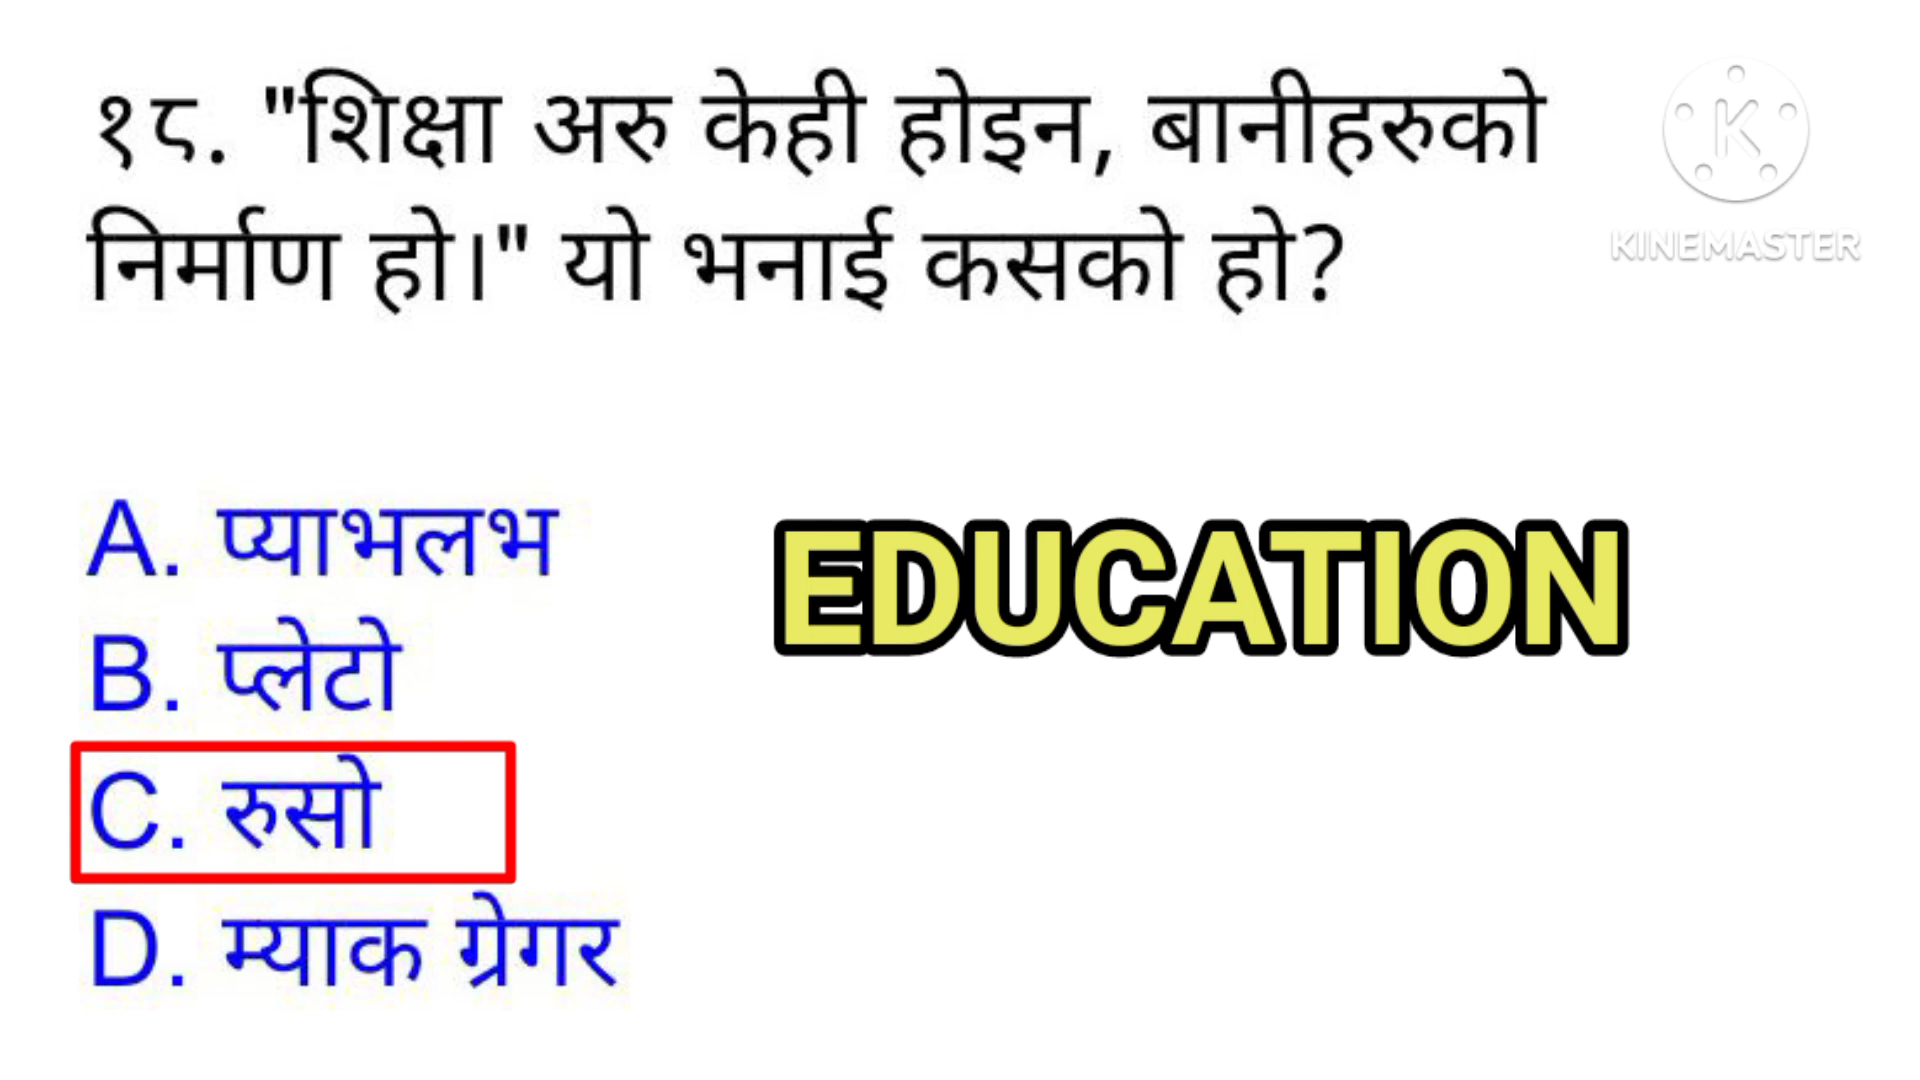 १८. "शिक्षा अरु केही होइन, बानीहरुको
निर्माण हो।" यो भनाई कसको हो?
K
KINEMASTER
A. प्याभलभ
B. प्लेटो
EDUCATION
C. रुसो
D. म्याक ग्रेगर